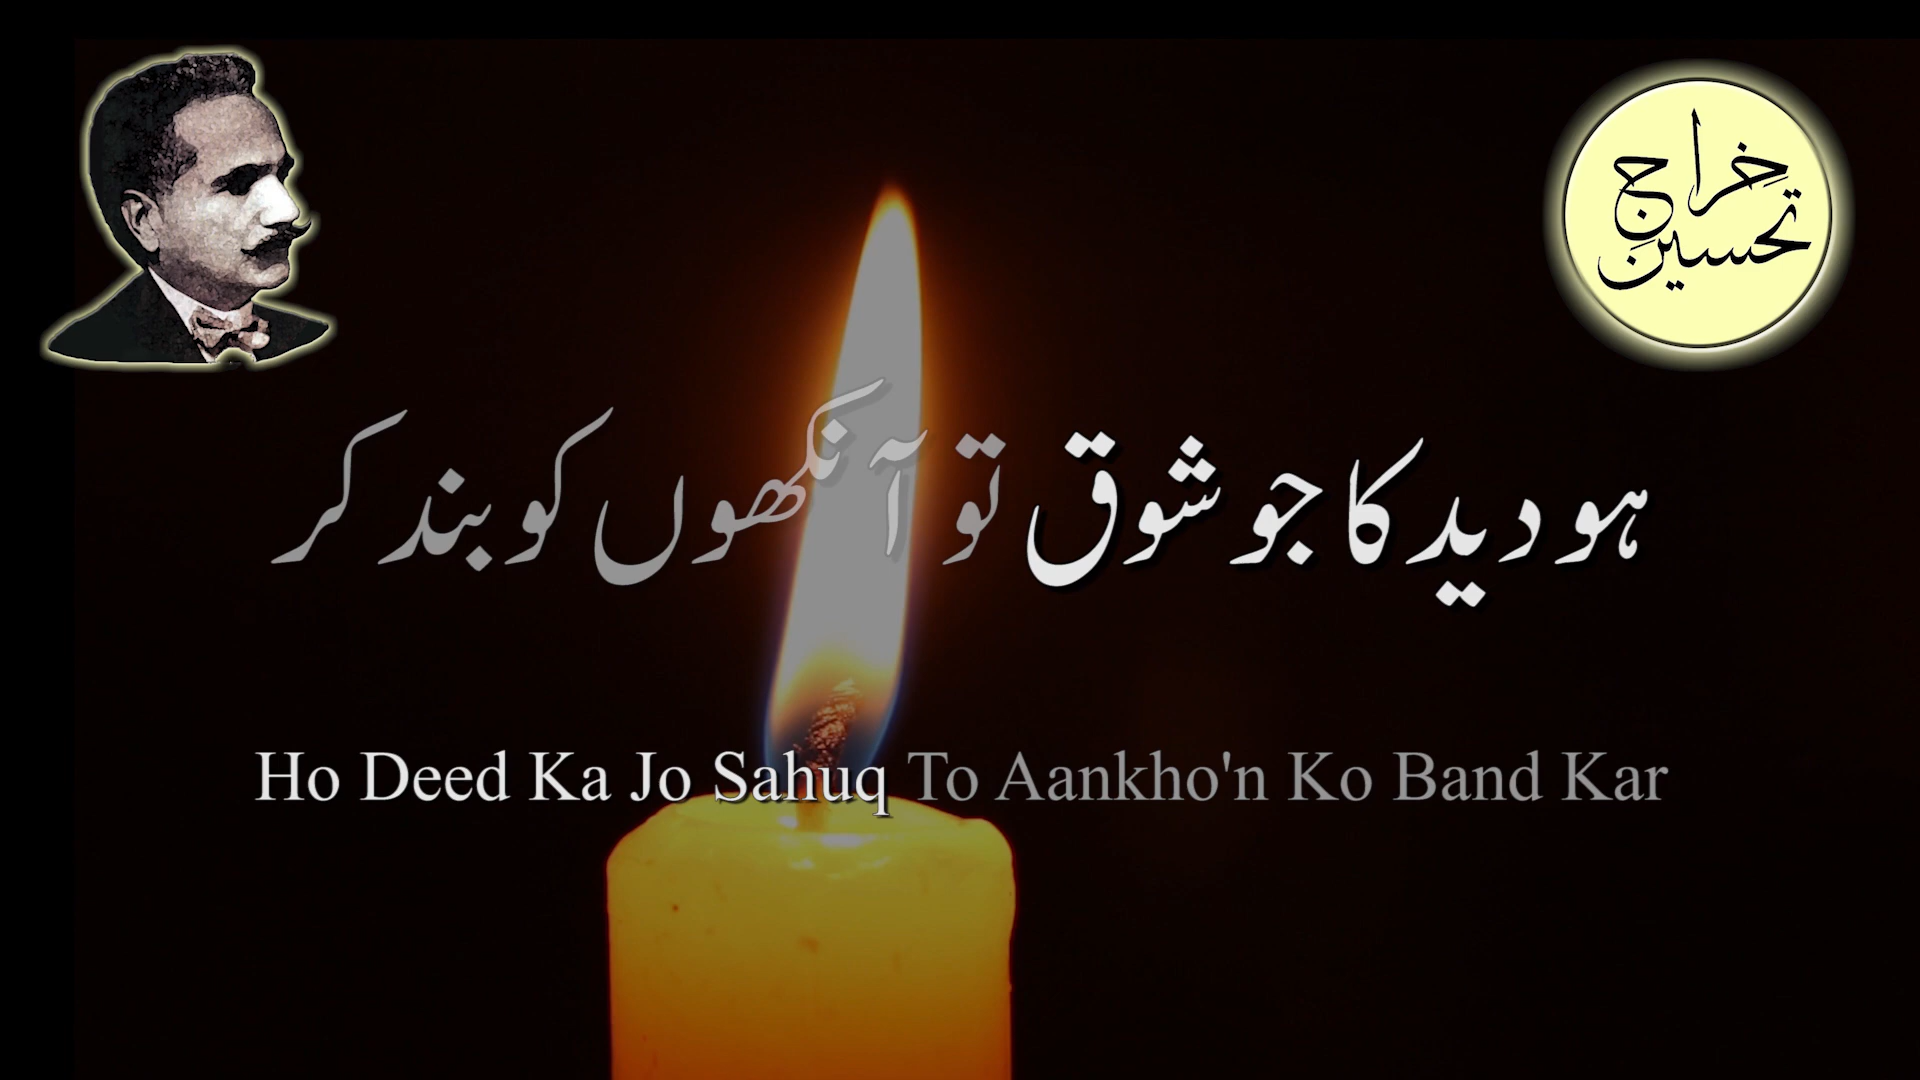 خراج
تحسین
ہو دید کا جو شوق تو آنکھوں کو بند کر
Ho Deed Ka Jo Sahuq To Aankho'n Ko Band Kar